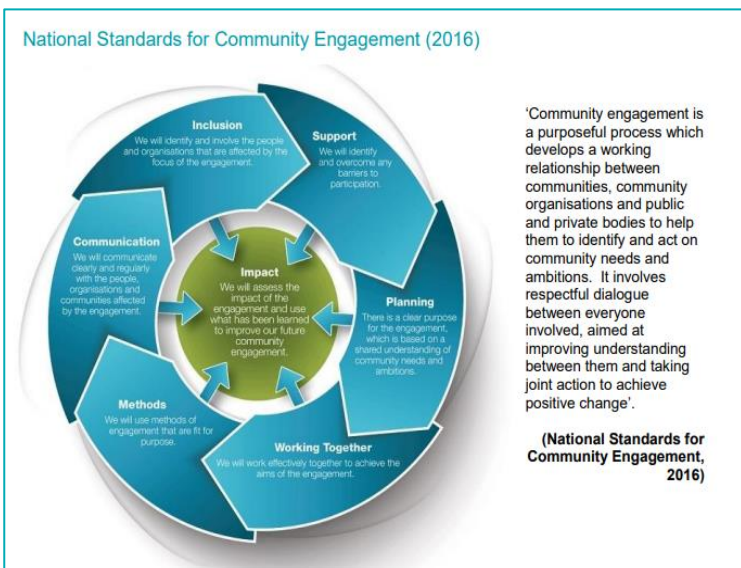 National Standards for Community Engagement (2016)
Inclusion
We will identify and involve the people
and organisations that are affected by the
focus of the engagement.
Support
We will identify
and overcome any
barriers to
participation.
Planning
There is a clear purpose
for the engagement,
which is based on a
shared understanding of
community needs and
ambitions.
Working Together
We will work effectively together to achieve the
aims of the engagement.
Methods
We will use methods of
engagement that are fit for
purpose.
Communication
We will communicate
clearly and regularly
with the people,
organisations and
communities affected
by the engagement.
Impact
We will assess the
impact of the
engagement and use
what has been learned
to improve our future
community
engagement.
‘Community engagement is
a purposeful process which
develops a working
relationship between
communities, community
organisations and public
and private bodies to help
them to identify and act on
community needs and
ambitions. It involves
respectful dialogue
between everyone
involved, aimed at
improving understanding
between them and taking
joint action to achieve
positive change’.
(National Standards for
Community Engagement,
2016)